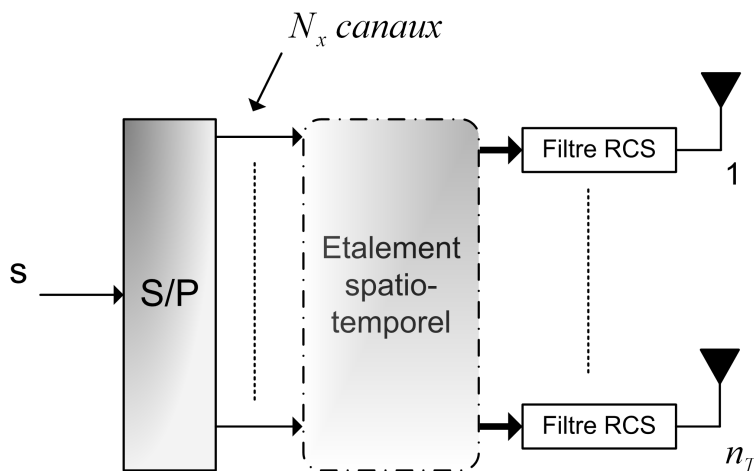 N_x canaux
s
S/P
Etalement
spatio-
temporel
Filtre RCS
1
Filtre RCS
n_T